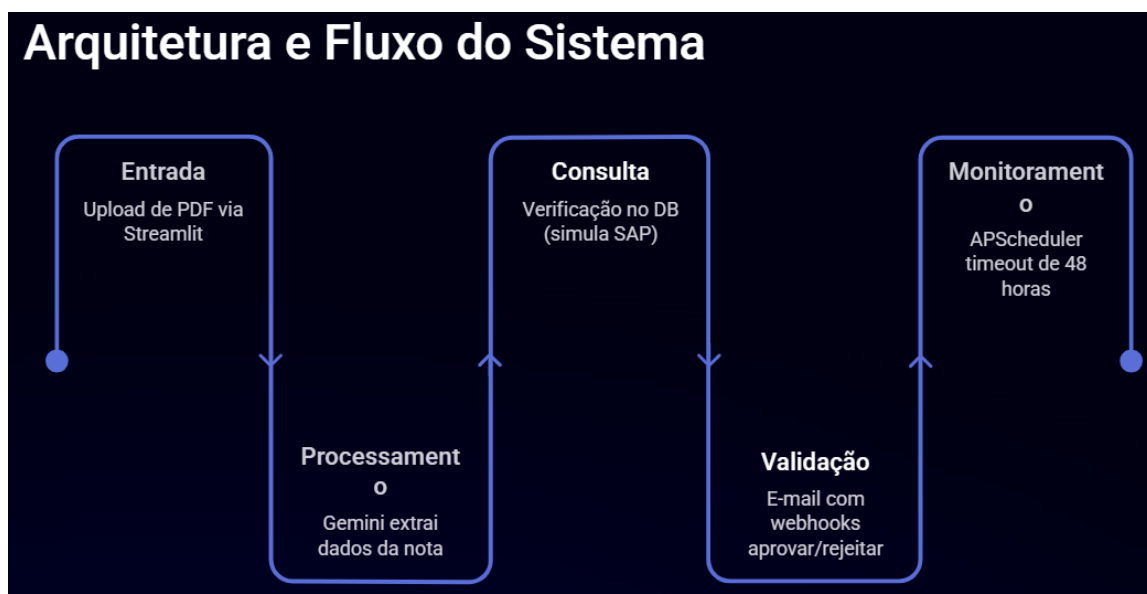 Arquitetura e Fluxo do Sistema
Entrada
Upload de PDF via
Streamlit
Processament
o
Gemini extrai
dados da nota
Consulta
Verificação no DB
(simula SAP)
Validação
E-mail com
webhooks
aprovar/rejeitar
Monitorament
o
APScheduler
timeout de 48
horas